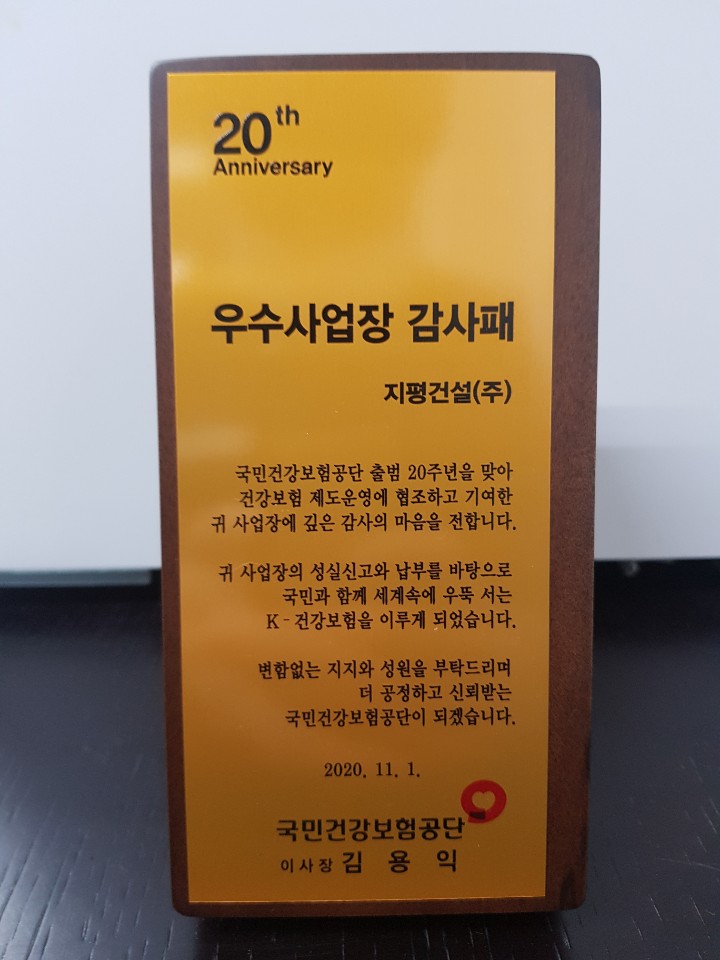 20th
Anniversary
우수사업장 감사패
지평건설(주)
국민건강보험공단 출범 20주년을 맞아
건강보험 제도운영에 협조하고 기여한
귀 사업장에 깊은 감사의 마음을 전합니다.
귀 사업장의 성실신고와 납부를 바탕으로
국민과 함께 세계속에 우뚝 서는
K - 건강보험을 이루게 되었습니다.
변함없는 지지와 성원을 부탁드리며
더 공정하고 신뢰받는
국민건강보험공단이 되겠습니다.
2020. 11. 1.
국민건강보험공단
이사장 김 용 익